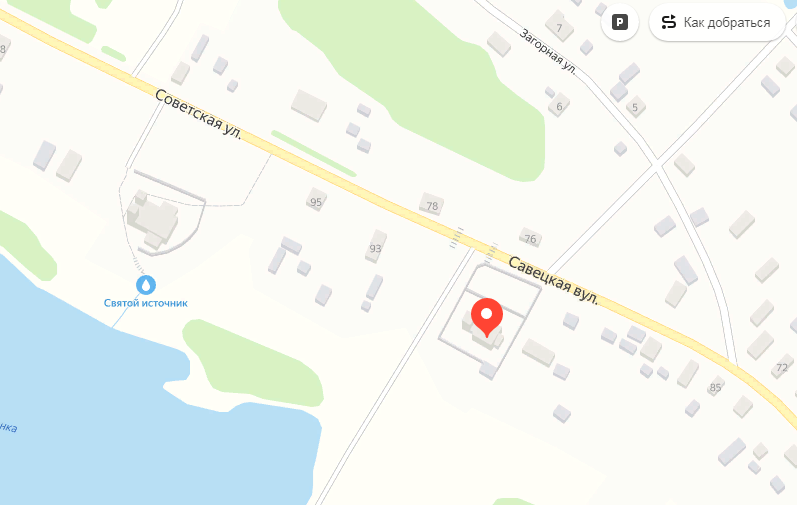 Как добраться
7
Загорная ул.
8
6
5
Советская ул.
95
78
93
76
Савецкая вул.
Святой источник
72
85
нка